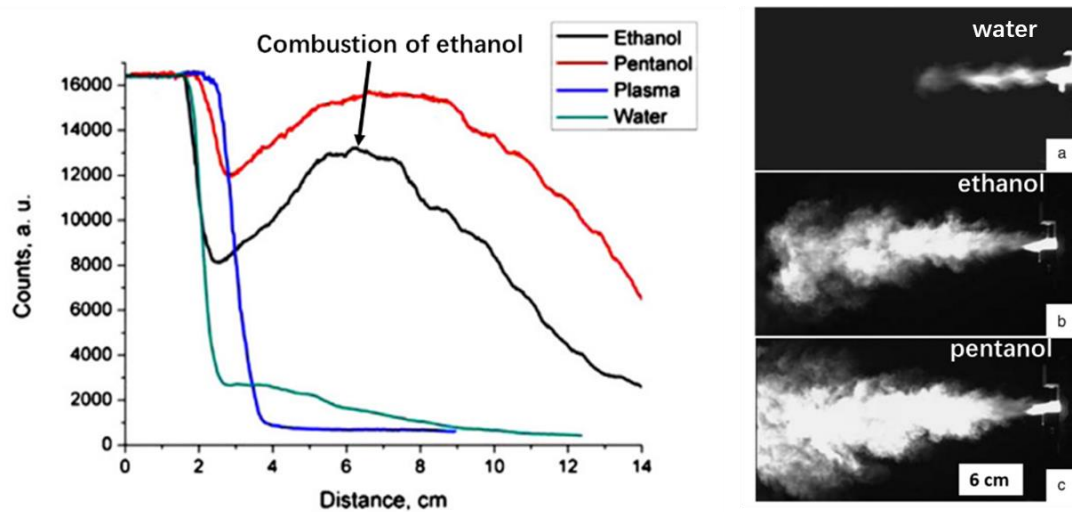 Combustion of ethanol
Ethanol
Pentanol
Plasma
Water
Counts, a. u.
16000
14000
12000
10000
8000
6000
4000
2000
0
0 2 4 6 8 10 12 14
Distance, cm
water
a
ethanol
b
pentanol
6 cm
c